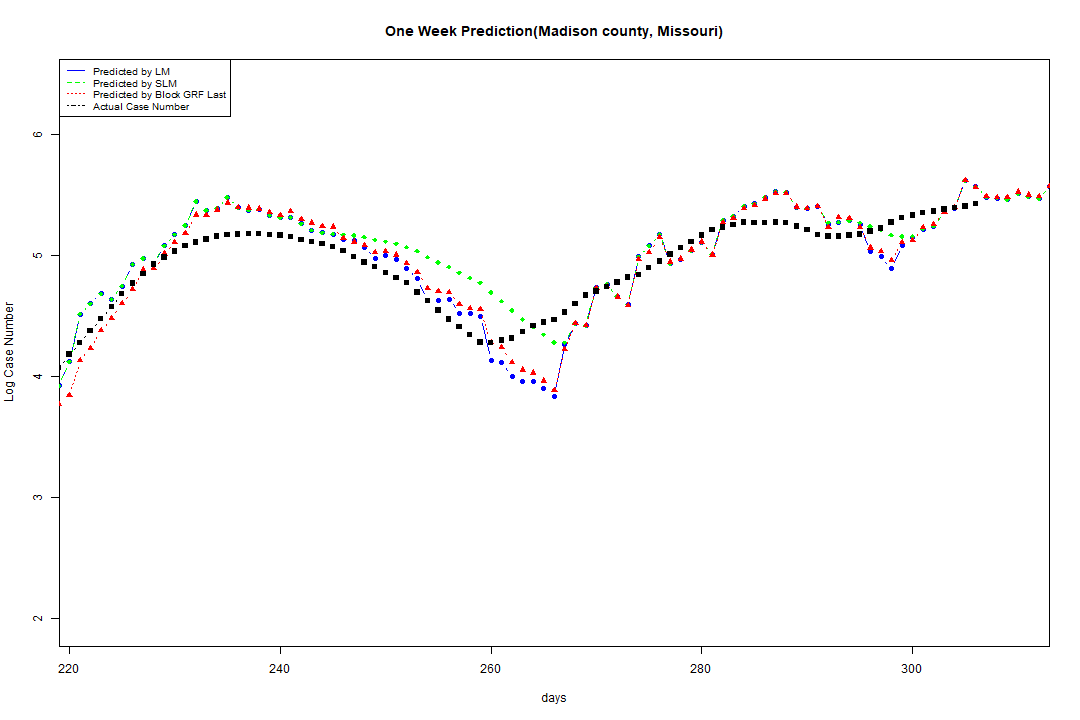 One Week Prediction(Madison county, Missouri)
Predicted by LM
Predicted by SLM
Predicted by Block GRF Last
Actual Case Number
6
5
4
3
2
Log Case Number
220 240 260 280 300
days